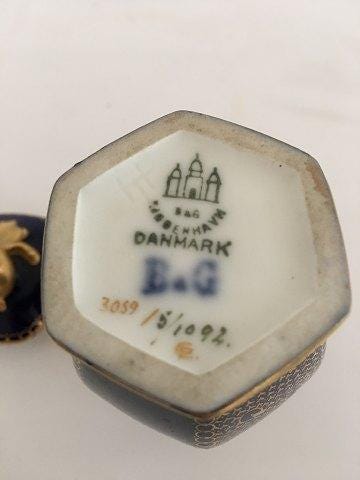 B&G
KJØBENHAVN
DANMARK
B&G
3059 / 5/1092.